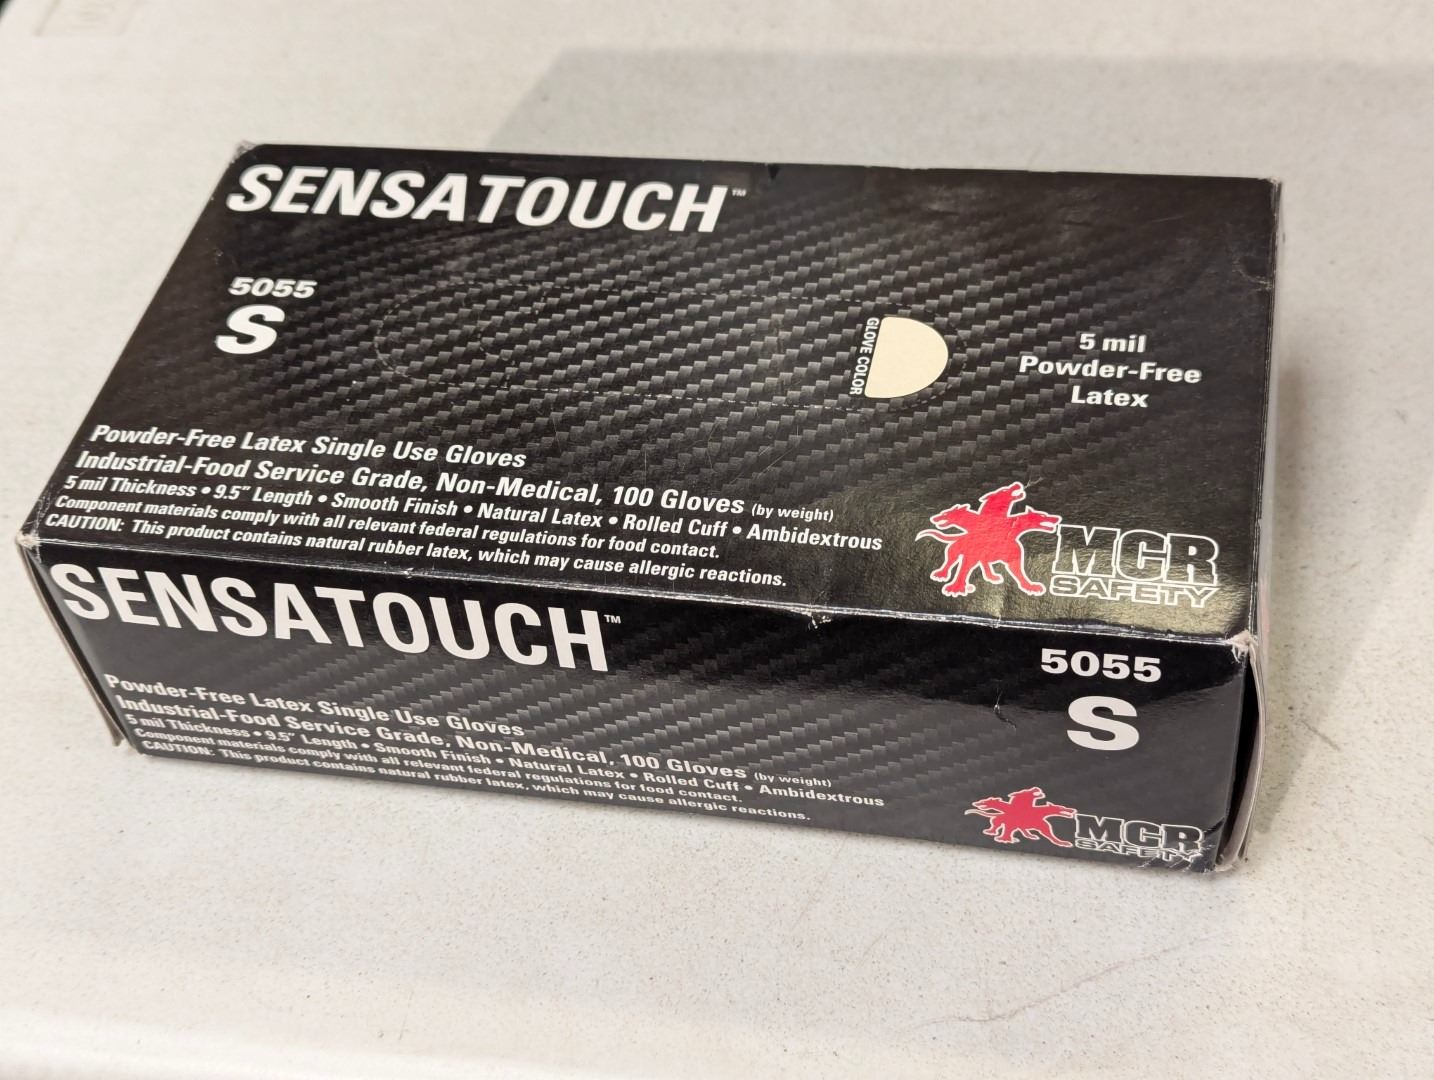 SENSATOUCH™
5055
S
GLOVE COLOR
5 mil
Powder-Free
Latex
Powder-Free Latex Single Use Gloves
Industrial-Food Service Grade, Non-Medical, 100 Gloves (by weight)
5 mil Thickness • 9.5" Length • Smooth Finish • Natural Latex • Rolled Cuff • Ambidextrous
Component materials comply with all relevant federal regulations for food contact.
CAUTION: This product contains natural rubber latex, which may cause allergic reactions.
MCR
SAFETY
SENSATOUCH™
5055
S
Powder-Free Latex Single Use Gloves
Industrial-Food Service Grade, Non-Medical, 100 Gloves (by weight)
5 mil Thickness • 9.5" Length • Smooth Finish • Natural Latex • Rolled Cuff • Ambidextrous
Component materials comply with all relevant federal regulations for food contact.
CAUTION: This product contains natural rubber latex, which may cause allergic reactions.
MCR
SAFETY